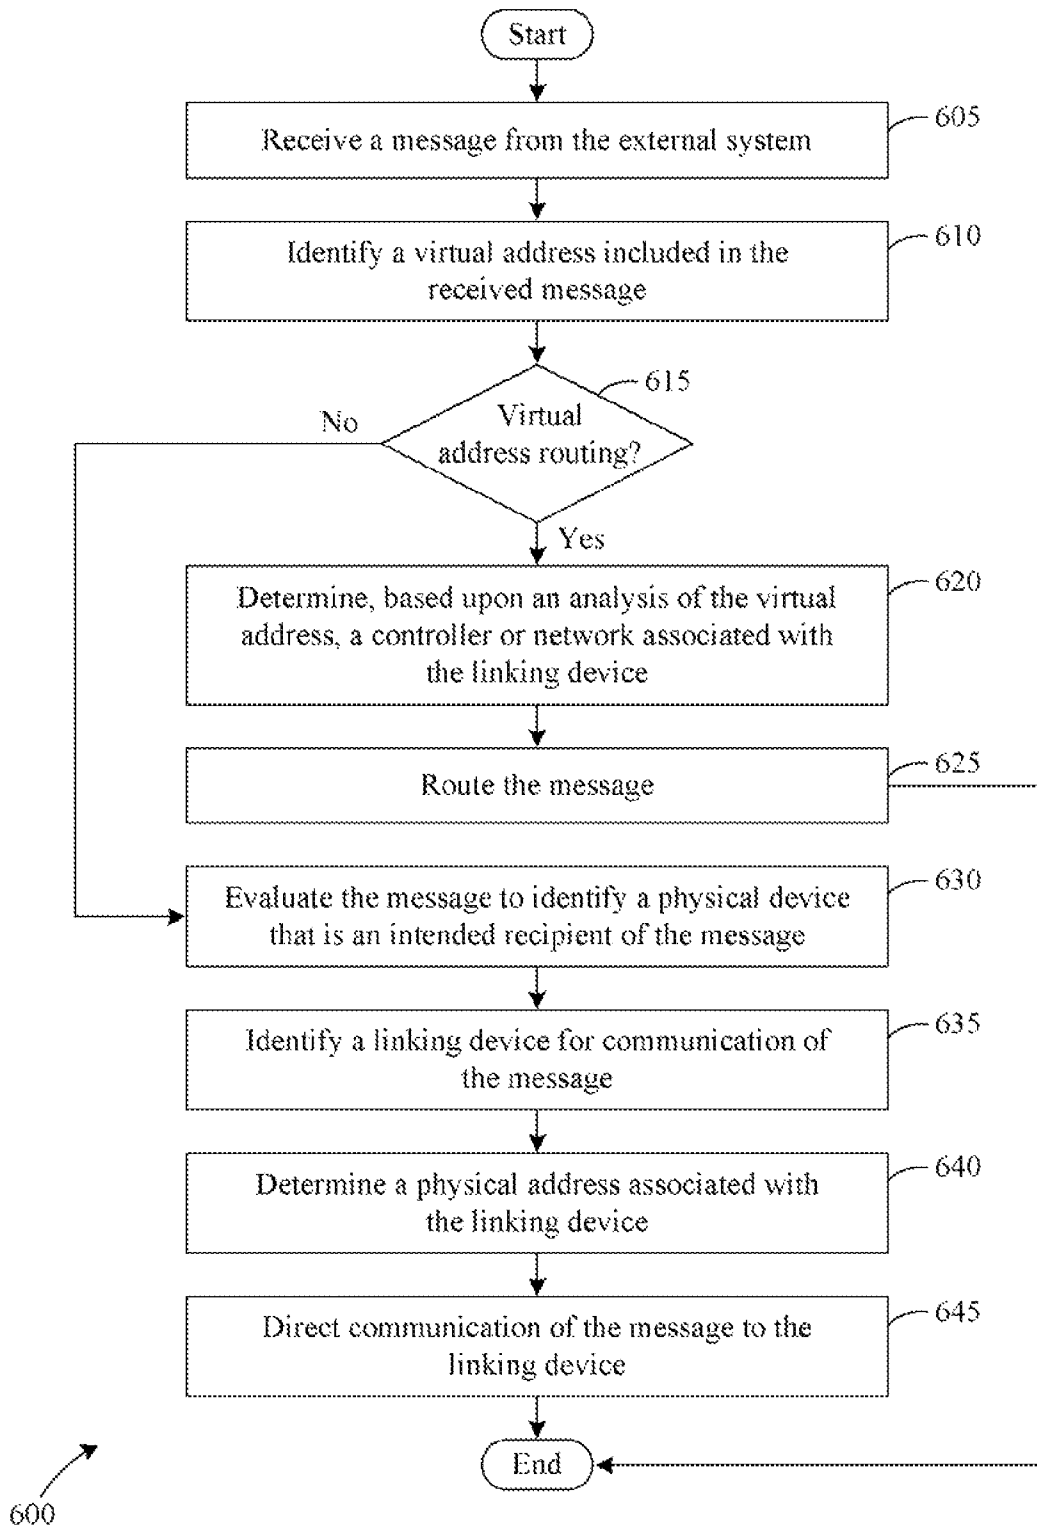 Start
Receive a message from the external system
605
Identify a virtual address included in the
received message
610
615
Virtual
address routing?
No
Yes
Determine, based upon an analysis of the virtual
address, a controller or network associated with
the linking device
620
Route the message
625
Evaluate the message to identify a physical device
that is an intended recipient of the message
630
Identify a linking device for communication of
the message
635
Determine a physical address associated with
the linking device
640
Direct communication of the message to the
linking device
645
End
600